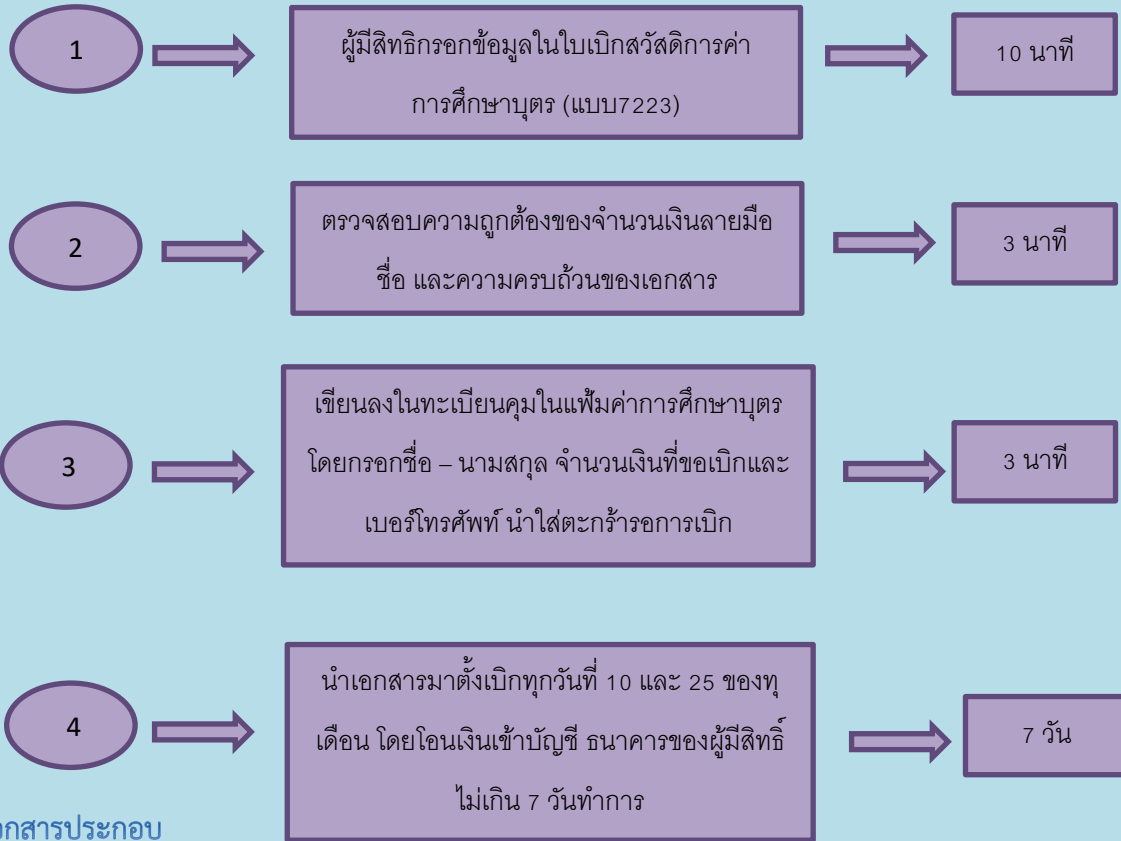 1
ผู้มีสิทธิกรอกข้อมูลในใบเบิกสวัสดิการค่า
การศึกษาบุตร (แบบ7223)
10 นาที
2
ตรวจสอบความถูกต้องของจำนวนเงินลายมือ
ชื่อ และความครบถ้วนของเอกสาร
3 นาที
3
เขียนลงในทะเบียนคุมในแฟ้มค่าการศึกษาบุตร
โดยกรอกชื่อ – นามสกุล จำนวนเงินที่ขอเบิกและ
เบอร์โทรศัพท์ นำใส่ตะกร้ารอการเบิก
3 นาที
4
นำเอกสารมาตั้งเบิกทุกวันที่ 10 และ 25 ของทุ
เดือน โดยโอนเงินเข้าบัญชี ธนาคารของผู้มีสิทธิ์
ไม่เกิน 7 วันทำการ
7 วัน
อกสารประกอบ